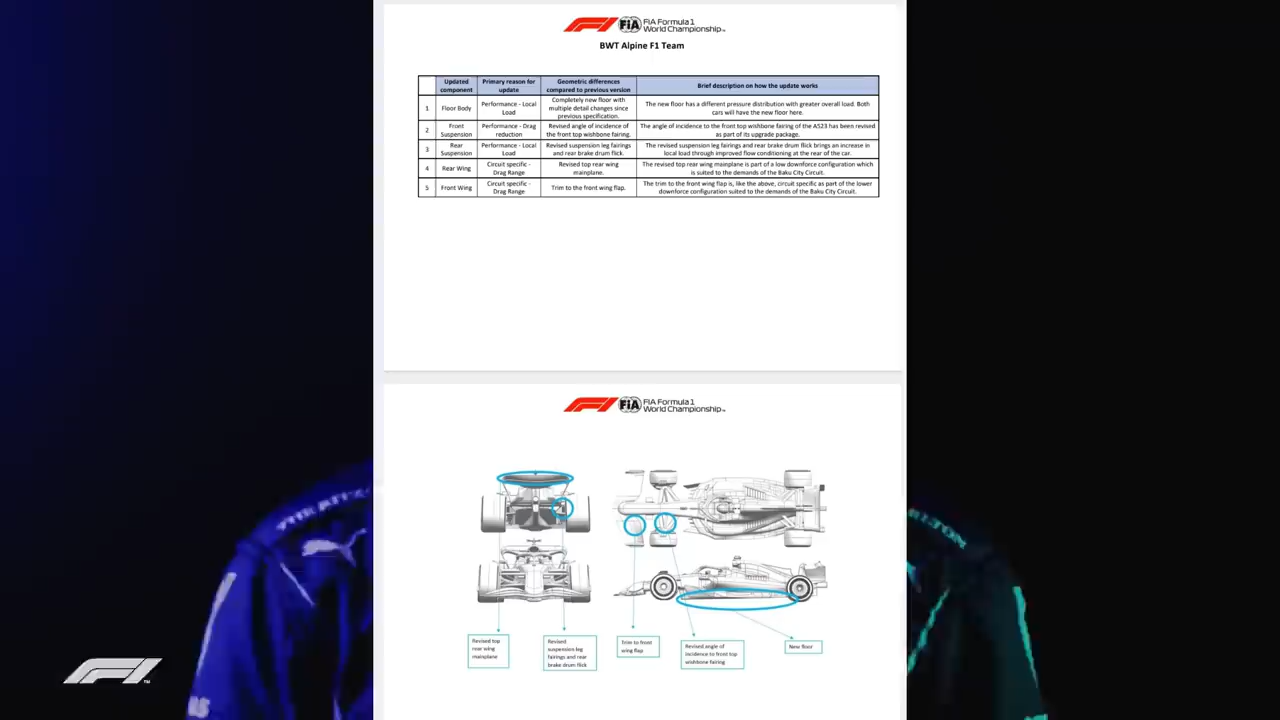 FIA Formula 1
World Championship™
BWT Alpine F1 Team
Updated component
Primary reason for update
Geometric differences compared to previous version
Brief description on how the update works
1
Floor Body
Performance - Local
Load
Completely new floor with
multiple detail changes since
previous specification.
The new floor has a different pressure distribution with greater overall load. Both
cars will have the new floor here.
2
Front
Suspension
Performance - Drag
reduction
Revised angle of incidence of
the front top wishbone fairing.
The angle of incidence to the front top wishbone fairing of the A523 has been revised
as part of its upgrade package.
3
Rear
Suspension
Performance - Local
Load
Revised suspension leg fairings
and rear brake drum flick.
The revised suspension leg fairings and rear brake drum flick brings an increase in
local load through improved flow conditioning at the rear of the car.
4
Rear Wing
Circuit specific -
Drag Range
Revised top rear wing
mainplane.
The revised top rear wing mainplane is part of a low downforce configuration which
is suited to the demands of the Baku City Circuit.
5
Front Wing
Circuit specific -
Drag Range
Trim to the front wing flap.
The trim to the front wing flap is, like the above, circuit specific as part of the lower
downforce configuration suited to the demands of the Baku City Circuit.
FIA Formula 1
World Championship™
Revised top
rear wing
mainplane
Revised
suspension leg
fairings and rear
brake drum flick
Trim to front
wing flap
Revised angle of
incidence to front top
wishbone fairing
New floor
F1